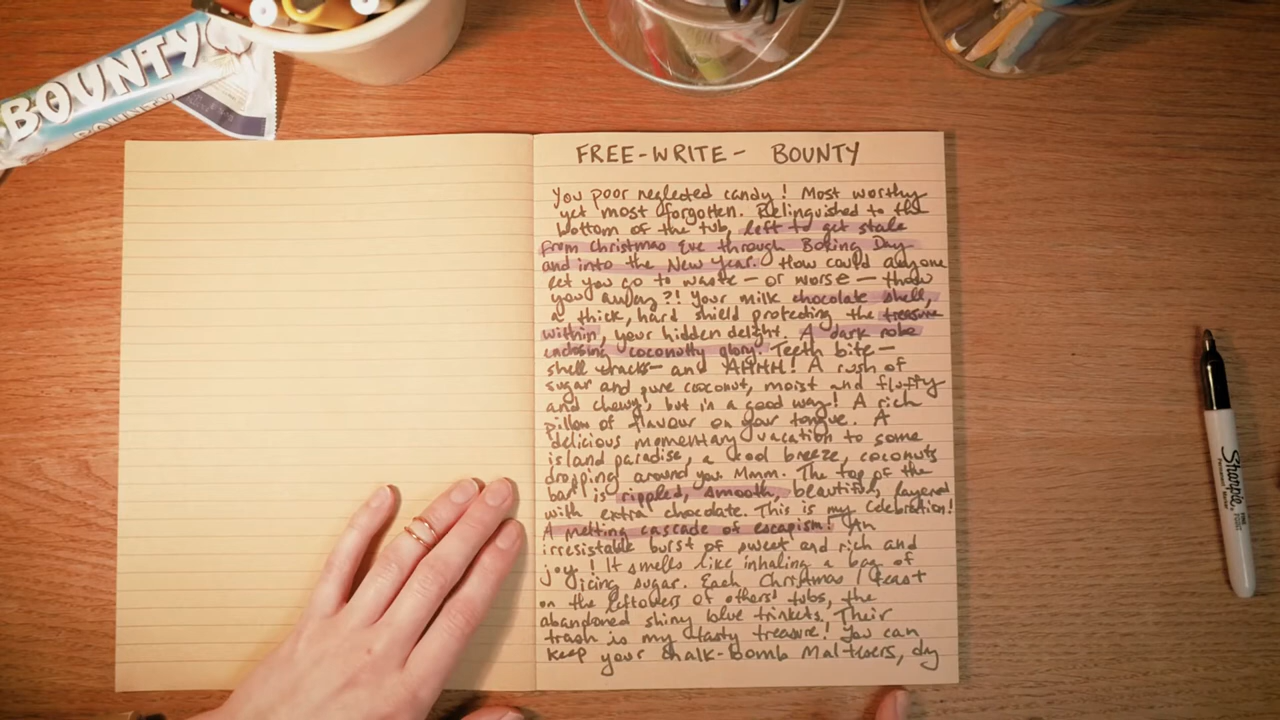 BOUNTY
BOUNTY
FREE-WRITE - BOUNTY
You poor neglected candy! Most worthy
yet most forgotten. Relinquished to the
bottom of the tub, left to get stale
from Christmas Eve through Boxing Day
and into the New Year. How could anyone
let you go to waste - or worse - throw
you away?! Your milk chocolate shell,
a thick, hard shield protecting the treasure
within, your hidden delight. A dark robe
enclosing coconutty glory. Teeth bite -
shell cracks - and AHHH! A rush of
sugar and pure coconut, moist and fluffy
and chewy, but in a good way! A rich
pillow of flavour on your tongue. A
delicious momentary vacation to some
island paradise, a cool breeze, coconuts
dropping around you. Mmm. The top of the
bar is rippled, smooth, beautiful, layered
with extra chocolate. This is my celebration!
A melting cascade of escapism! An
irresistable burst of sweet and rich and
joy! It smells like inhaling a bag of
icing sugar. Each Christmas I feast
on the leftovers of others' tubs, the
abandoned shiny blue trinkets. Their
trash is my tasty treasure! You can
keep your Chalk-Bomb Maltesers, dry
Sharpie